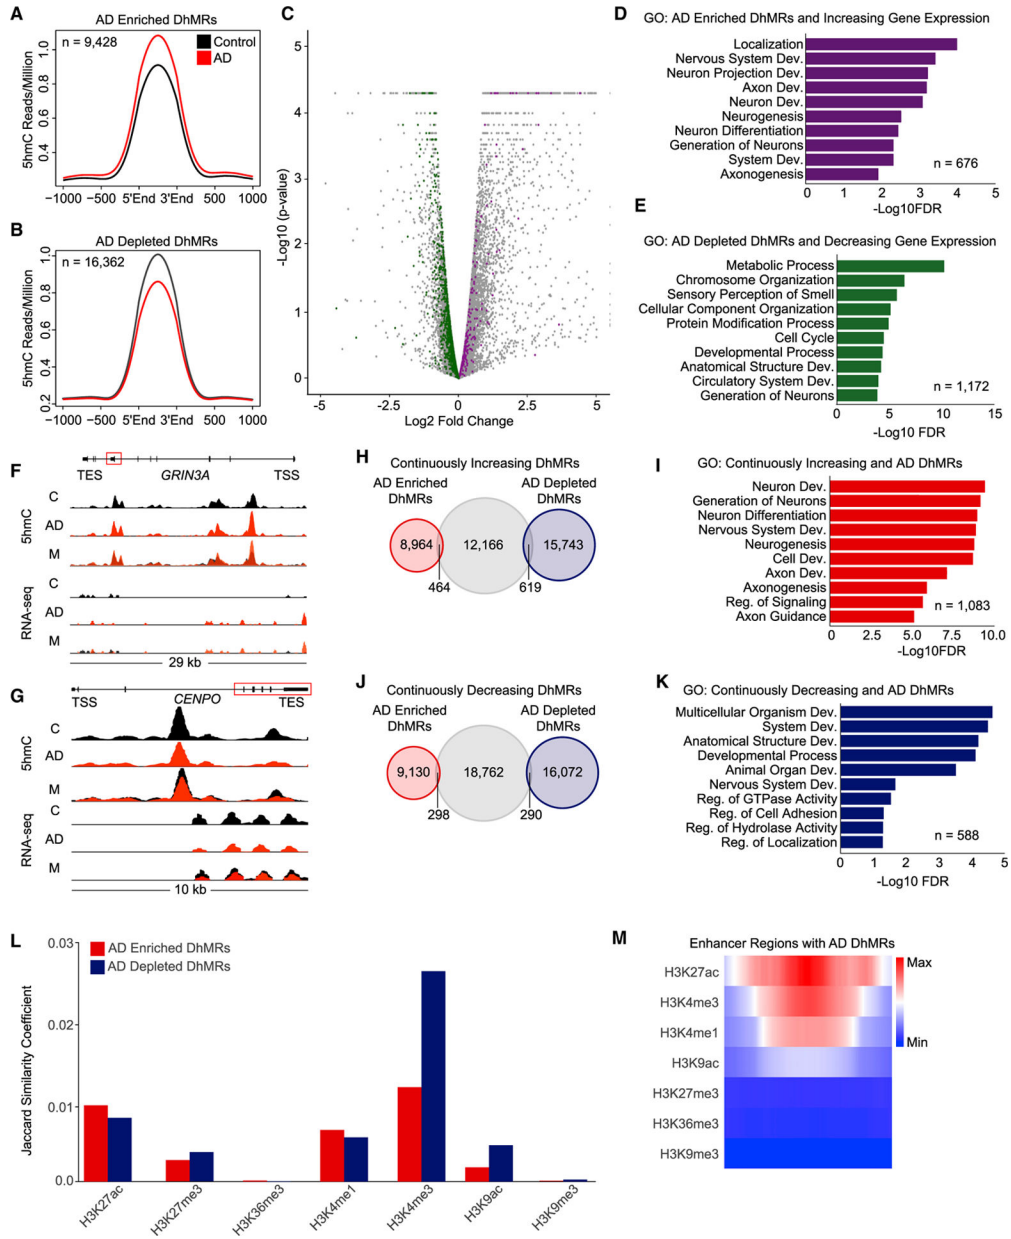 A
AD Enriched DhMRs
n = 9,428
Control
AD
5hmC Reads/Million
1.0
0.8
0.6
0.4
-1000
-500
5'End
3'End
500
1000
B
AD Depleted DhMRs
n = 16,362
5hmC Reads/Million
1.0
0.8
0.6
0.4
0.2
-1000
-500
5'End
3'End
500
1000
C
-Log10 (p-value)
5
4
3
2
1
0
-5
-2.5
0
2.5
5
Log2 Fold Change
D
GO: AD Enriched DhMRs and Increasing Gene Expression
Localization
Nervous System Dev.
Neuron Projection Dev.
Axon Dev.
Neuron Dev.
Neurogenesis
Neuron Differentiation
Generation of Neurons
System Dev.
Axonogenesis
n = 676
0 1 2 3 4 5
-Log10FDR
E
GO: AD Depleted DhMRs and Decreasing Gene Expression
Metabolic Process
Chromosome Organization
Sensory Perception of Smell
Cellular Component Organization
Protein Modification Process
Cell Cycle
Developmental Process
Anatomical Structure Dev.
Circulatory System Dev.
Generation of Neurons
n = 1,172
0 5 10 15
-Log10 FDR
F
TES
GRIN3A
TSS
5hmC
C
AD
M
RNA-seq
C
AD
M
29 kb
G
TSS
CENPO
TES
5hmC
C
AD
M
RNA-seq
C
AD
M
10 kb
H
Continuously Increasing DhMRs
AD Enriched
DhMRs
AD Depleted
DhMRs
8,964
12,166
15,743
464
619
I
GO: Continuously Increasing and AD DhMRs
Neuron Dev.
Generation of Neurons
Neuron Differentiation
Nervous System Dev.
Neurogenesis
Cell Dev.
Axon Dev.
Axonogenesis
Reg. of Signaling
Axon Guidance
n = 1,083
0 2.5 5.0 7.5 10.0
-Log10FDR
J
Continuously Decreasing DhMRs
AD Enriched
DhMRs
AD Depleted
DhMRs
9,130
18,762
16,072
298
290
K
GO: Continuously Decreasing and AD DhMRs
Multicellular Organism Dev.
System Dev.
Anatomical Structure Dev.
Developmental Process
Animal Organ Dev.
Nervous System Dev.
Reg. of GTPase Activity
Reg. of Cell Adhesion
Reg. of Hydrolase Activity
Reg. of Localization
n = 588
0 1 2 3 4 5
-Log10 FDR
L
AD Enriched DhMRs
AD Depleted DhMRs
Jaccard Similarity Coefficient
0.03
0.02
0.01
0.0
H3K27ac
H3K27me3
H3K36me3
H3K4me1
H3K4me3
H3K9ac
H3K9me3
M
Enhancer Regions with AD DhMRs
H3K27ac
H3K4me3
H3K4me1
H3K9ac
H3K27me3
H3K36me3
H3K9me3
Max
Min